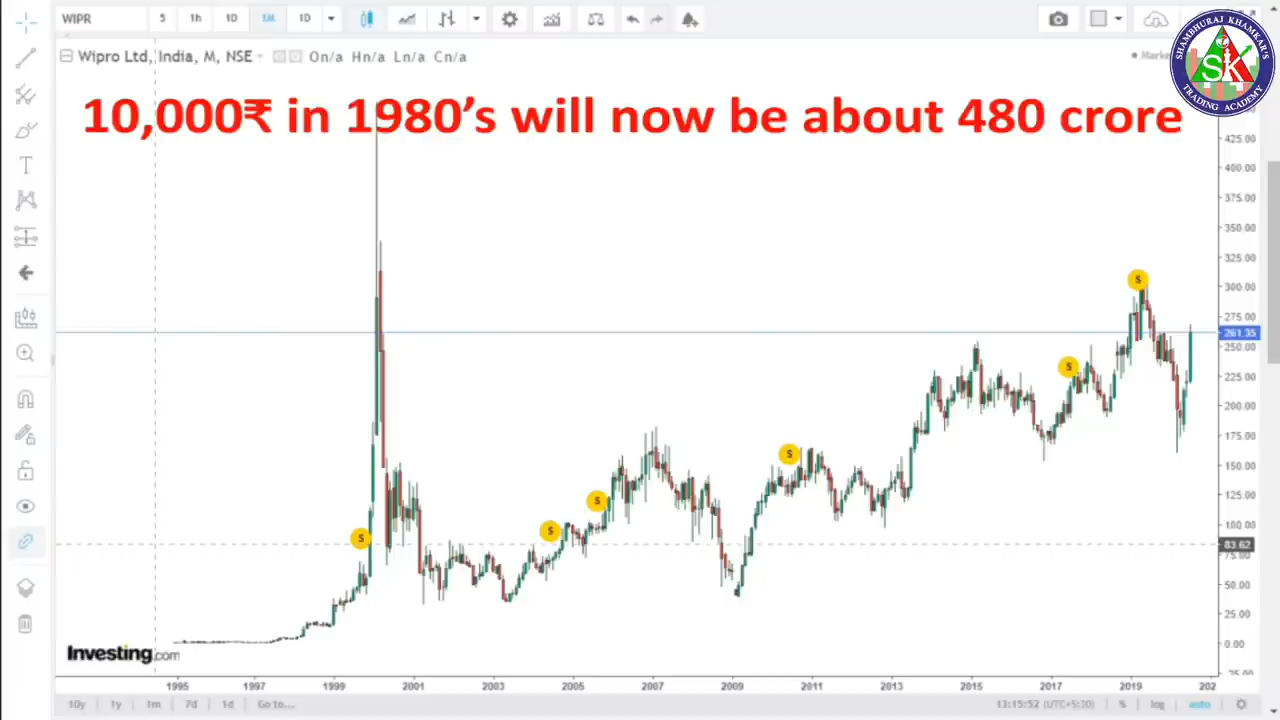 WIPR 5 1h 1D 1M 1D
Wipro Ltd, India, M, NSE On/a Hn/a Ln/a Cn/a
SHAMBHURAJ KHAMKAR'S
SK
TRADING ACADEMY
10,000₹ in 1980's will now be about 480 crore
425.00
400.00
375.00
350.00
325.00
300.00
275.00
261.35
250.00
225.00
200.00
175.00
150.00
125.00
100.00
83.62
75.00
50.00
25.00
0.00
S
S
S
S
S
S
Investing.com
1995 1997 1999 2001 2003 2005 2007 2009 2011 2013 2015 2017 2019 202
10y 1y 1m 7d 1d Go to... 13:15:52 (UTC+5:30) % log auto